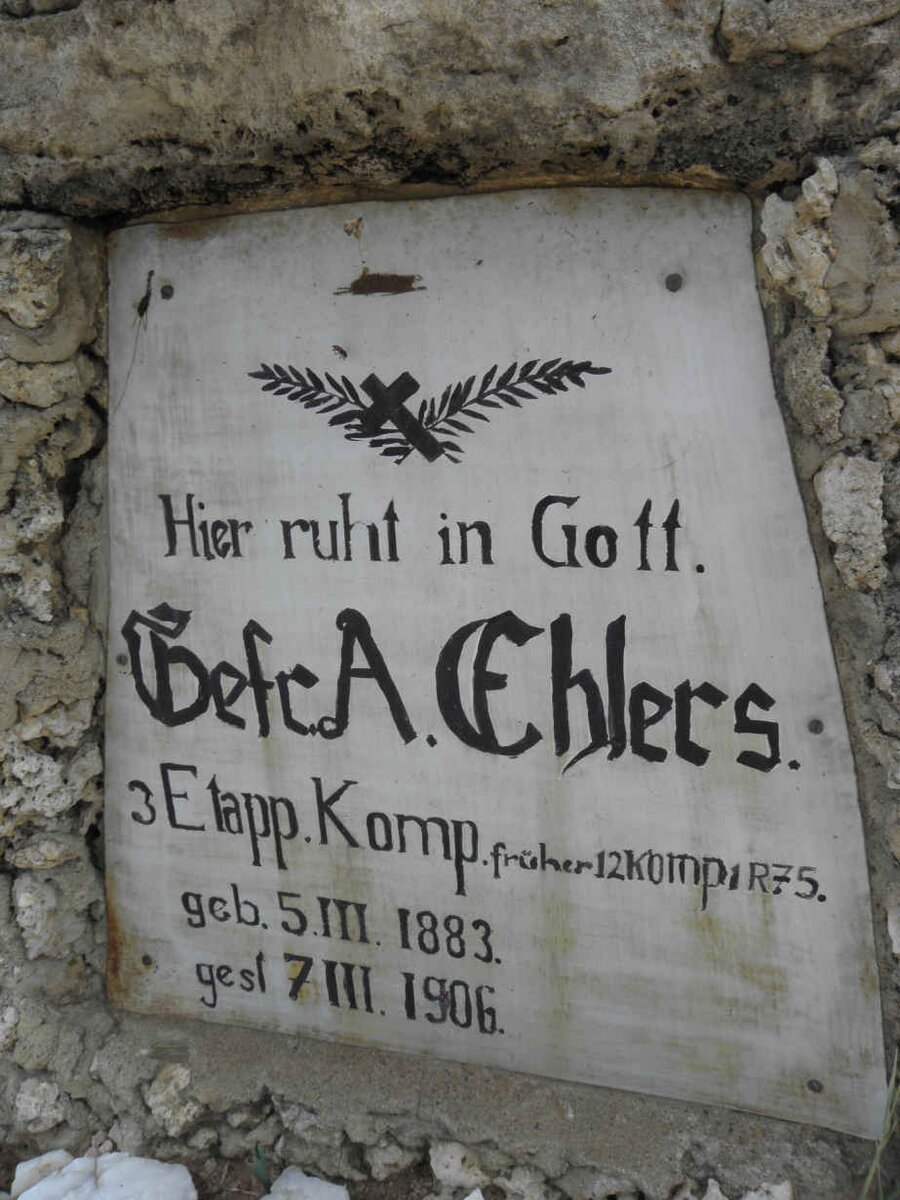 Hier ruht in Gott.
Gefr. A. Ehlers.
3 Etapp. Komp. früher 12 Komp I R 75.
geb. 5. III. 1883.
gest 7 III. 1906.